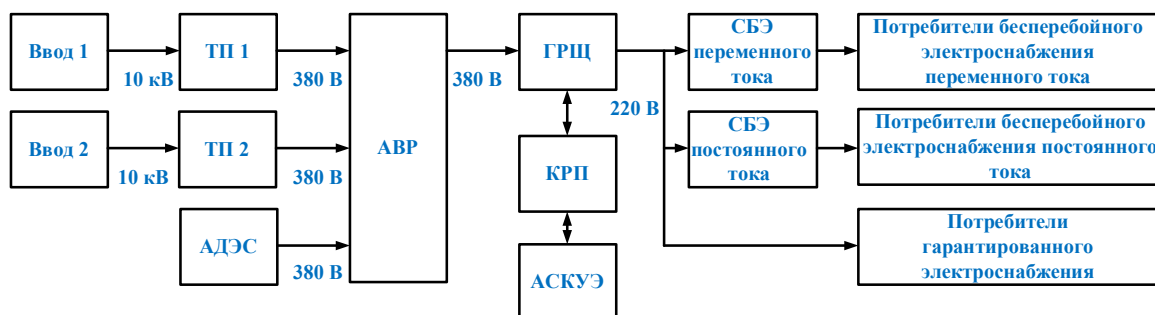 Ввод 1
10 кВ
ТП 1
380 В
Ввод 2
10 кВ
ТП 2
380 В
АДЭС
380 В
АВР
380 В
ГРЩ
КРП
АСКУЭ
220 В
СБЭ
переменного
тока
Потребители бесперебойного
электроснабжения
переменного тока
СБЭ
постоянного
тока
Потребители бесперебойного
электроснабжения постоянного
тока
Потребители
гарантированного
электроснабжения